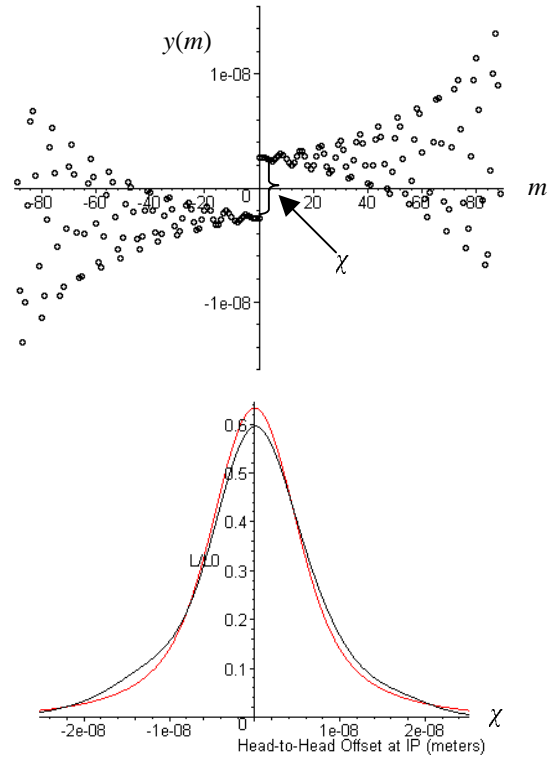 y(m)
1e-08
-80 -60 -40 -20 0 20 40 60 80 m
χ
-1e-08
0.6
0.5
0.4
L/L0
0.3
0.2
0.1
0
-2e-08 -1e-08 1e-08 2e-08 χ
Head-to-Head Offset at IP (meters)